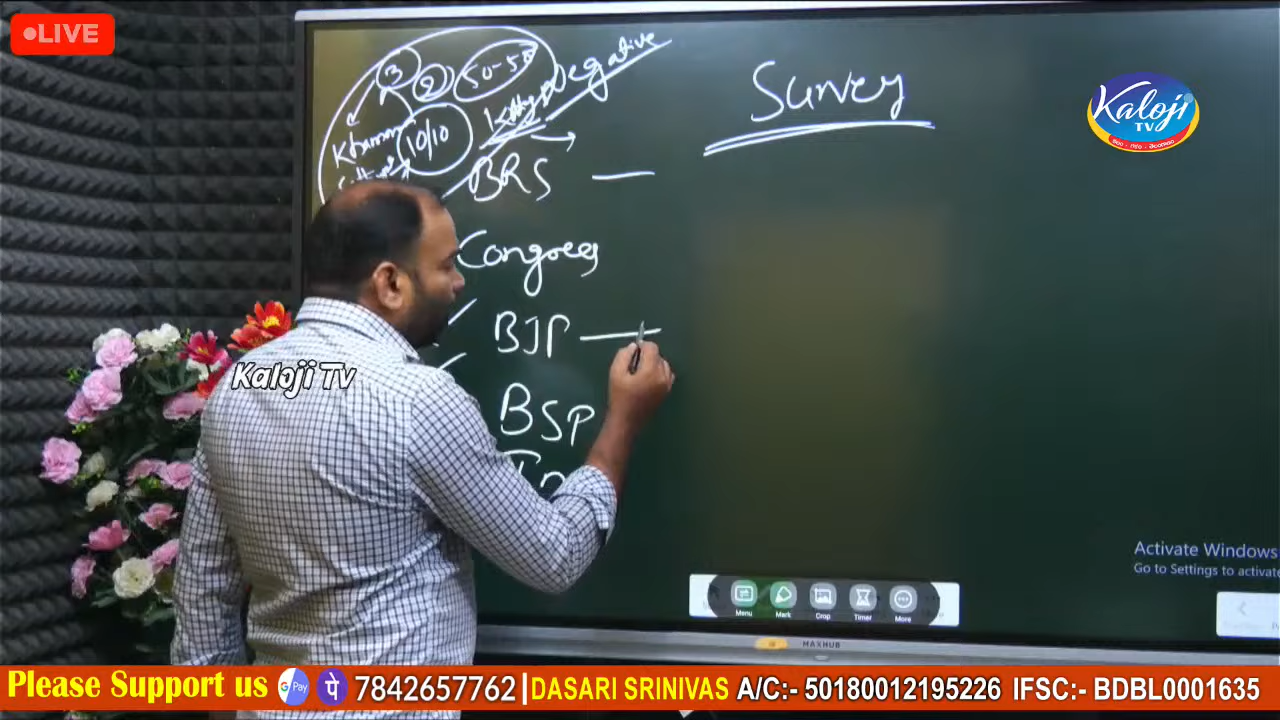 LIVE
Survey
Kaloji
TV
3
2
50-50
Negative
10/10
BRS —
Congress
BJP —
BSP
Kaloji Tv
Activate Windows
Go to Settings to activate
Menu Mark Crop Timer More
MAXHUB
Please Support us G Pay पे 7842657762 | DASARI SRINIVAS A/C:- 50180012195226 IFSC:- BDBL0001635